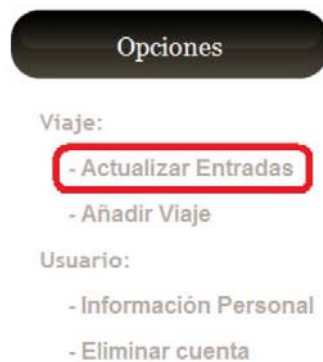 Opciones
Viaje:
- Actualizar Entradas
- Añadir Viaje
Usuario:
- Información Personal
- Eliminar cuenta